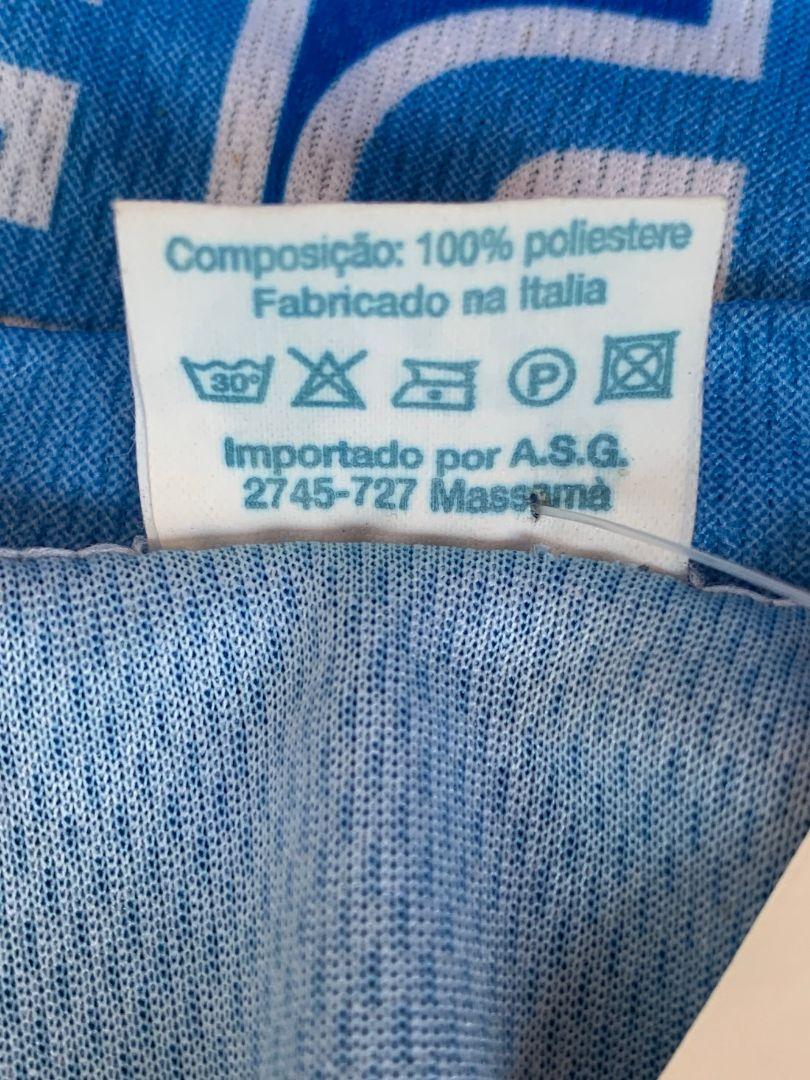 Composição: 100% poliestere
Fabricado na Italia
30° P
Importado por A.S.G.
2745-727 Massamà